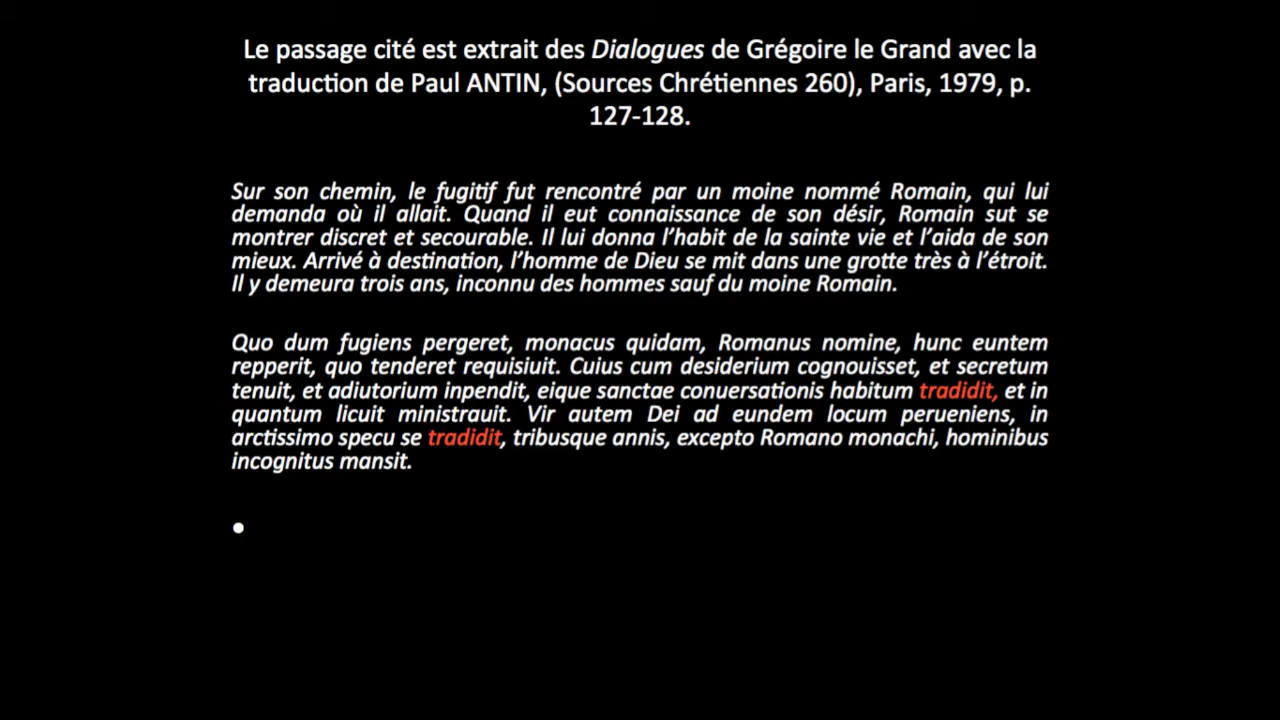 Le passage cité est extrait des Dialogues de Grégoire le Grand avec la
traduction de Paul ANTIN, (Sources Chrétiennes 260), Paris, 1979, p.
127-128.
Sur son chemin, le fugitif fut rencontré par un moine nommé Romain, qui lui
demanda où il allait. Quand il eut connaissance de son désir, Romain sut se
montrer discret et secourable. Il lui donna l’habit de la sainte vie et l’aida de son
mieux. Arrivé à destination, l’homme de Dieu se mit dans une grotte très à l’étroit.
Il y demeura trois ans, inconnu des hommes sauf du moine Romain.
Quo dum fugiens pergeret, monacus quidam, Romanus nomine, hunc euntem
repperit, quo tenderet requisiuit. Cuius cum desiderium cognouisset, et secretum
tenuit, et adiutorium inpendit, eique sanctae conuersationis habitum tradidit, et in
quantum licuit ministrauit. Vir autem Dei ad eundem locum perueniens, in
arctissimo specu se tradidit, tribusque annis, excepto Romano monachi, hominibus
incognitus mansit.